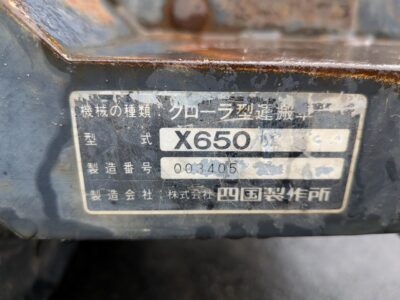 機械の種類：クローラ型運搬車
型式 X650
製造番号 003405
製造会社：株式会社 四国製作所